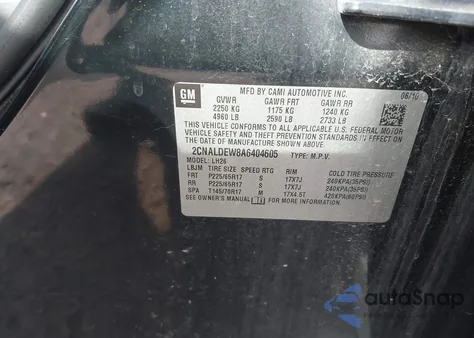 GM
MFD BY CAMI AUTOMOTIVE INC. 06/10
GVWR GAWR FRT GAWR RR
2250 KG 1175 KG 1240 KG
4960 LB 2590 LB 2733 LB
THIS VEHICLE CONFORMS TO ALL APPLICABLE U.S. FEDERAL MOTOR
VEHICLE SAFETY AND THEFT PREVENTION STANDARDS IN EFFECT ON
THE DATE OF MANUFACTURE SHOWN ABOVE.
2CNALDEW8A6404605 TYPE: M.P.V.
MODEL: LH26
LBJM TIRE SIZE SPEED RTG RIM COLD TIRE PRESSURE
FRT P225/65R17 S 17X7J 240KPA(35PSI)
RR P225/65R17 S 17X7J 240KPA(35PSI)
SPA T145/70R17 M 17X4.5T 420KPA(60PSI)
SEE OWNER'S MANUAL FOR MORE INFORMATION.
autoSnap